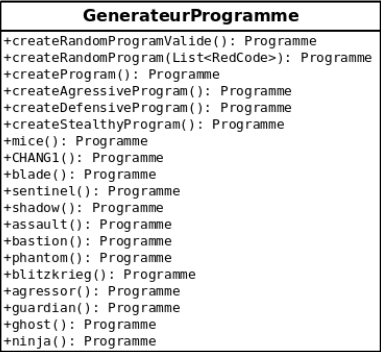 GenerateurProgramme
+createRandomProgramValide(): Programme
+createRandomProgram(List<RedCode>): Programme
+createProgram(): Programme
+createAgressiveProgram(): Programme
+createDefensiveProgram(): Programme
+createStealthyProgram(): Programme
+mice(): Programme
+CHANG1(): Programme
+blade(): Programme
+sentinel(): Programme
+shadow(): Programme
+assault(): Programme
+bastion(): Programme
+phantom(): Programme
+blitzkrieg(): Programme
+agressor(): Programme
+guardian(): Programme
+ghost(): Programme
+ninja(): Programme